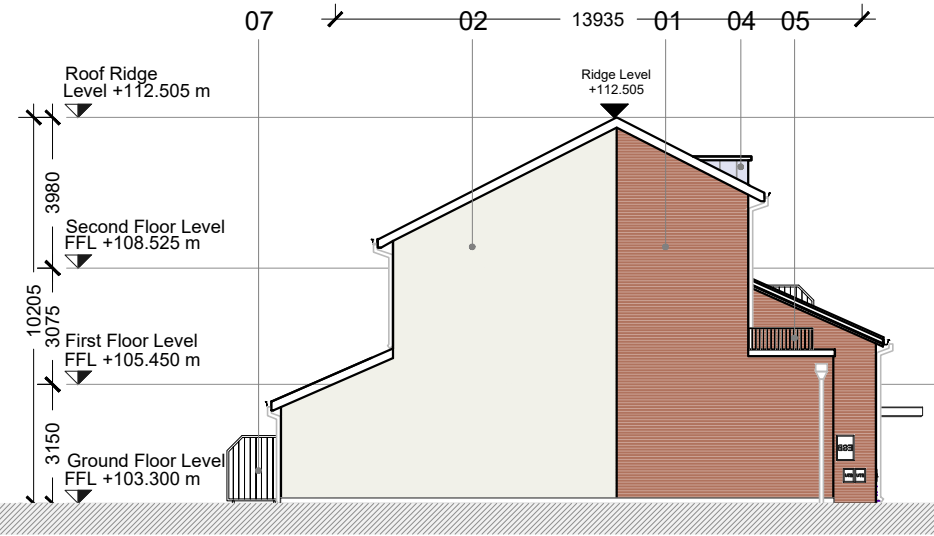 07
02
13935
01
04
05
Roof Ridge
Level +112.505 m
Ridge Level
+112.505
3980
Second Floor Level
FFL +108.525 m
10205
3075
First Floor Level
FFL +105.450 m
3150
Ground Floor Level
FFL +103.300 m